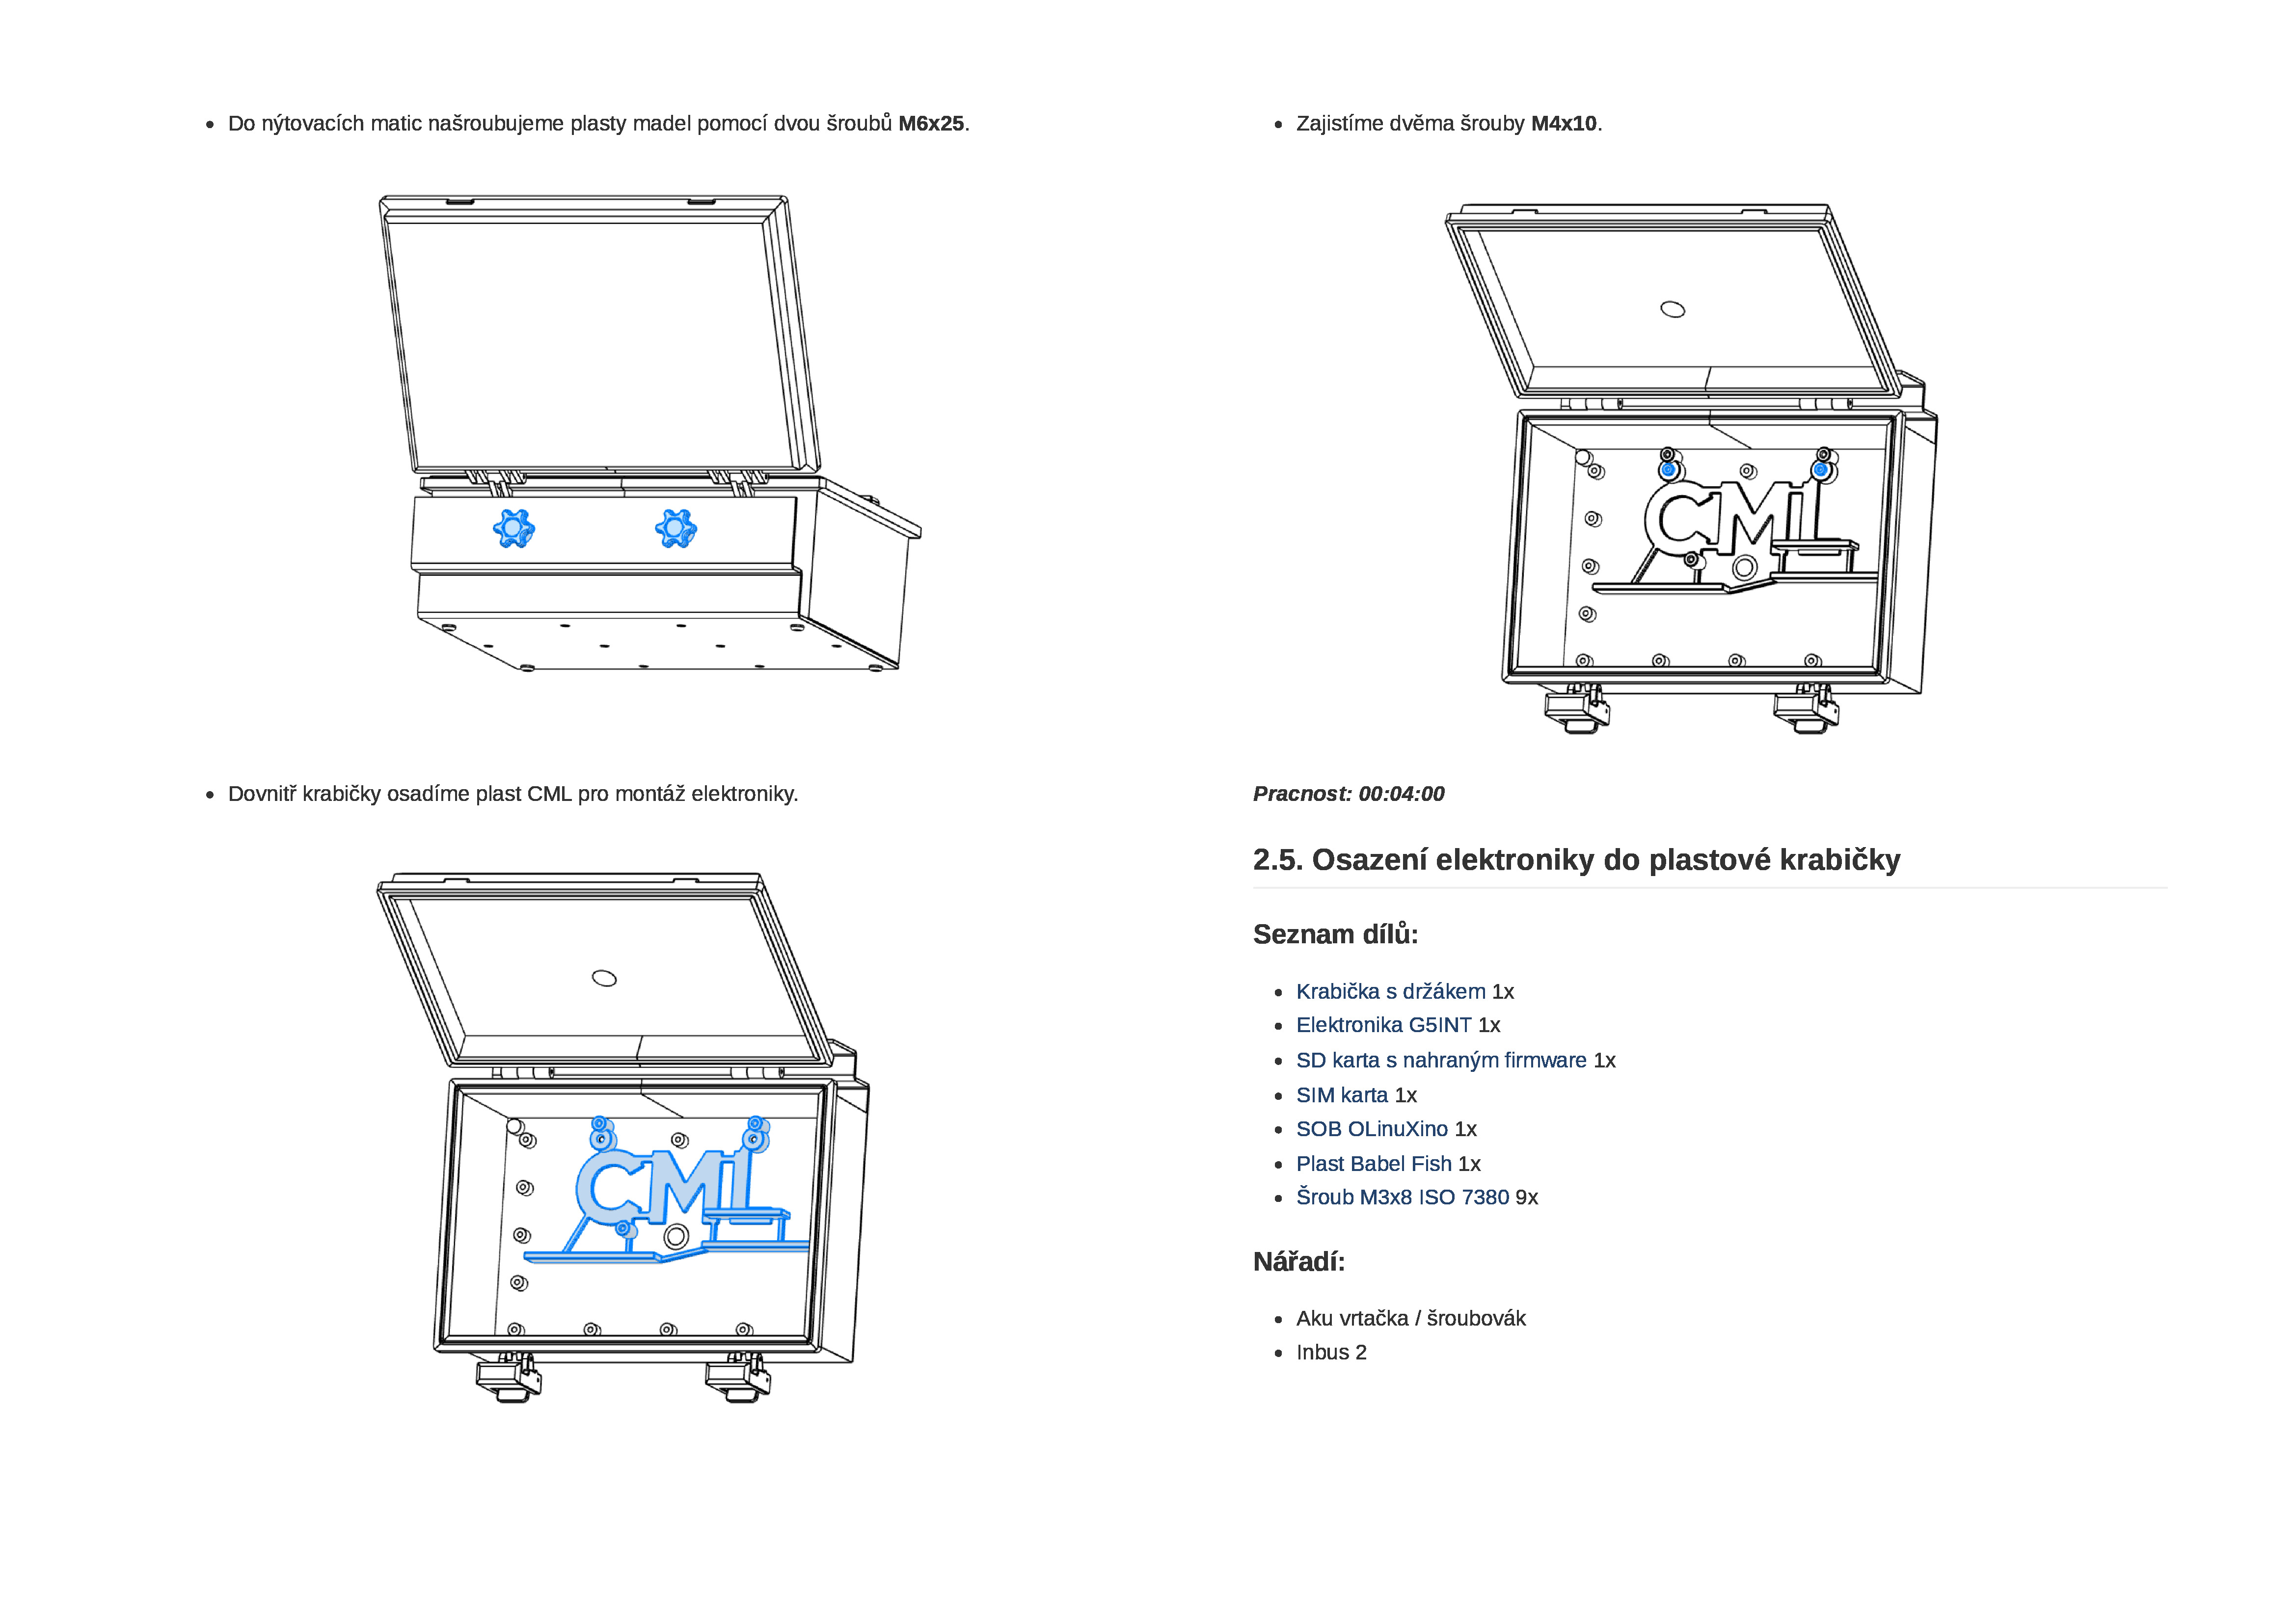 Do nýtovacích matic našroubujeme plasty madel pomocí dvou šroubů M6x25.
Dovnitř krabičky osadíme plast CML pro montáž elektroniky.
CML
Zajistíme dvěma šrouby M4x10.
CML
Pracnost: 00:04:00
2.5. Osazení elektroniky do plastové krabičky
Seznam dílů:
Krabička s držákem 1x
Elektronika G5INT 1x
SD karta s nahraným firmware 1x
SIM karta 1x
SOB OLinuXino 1x
Plast Babel Fish 1x
Šroub M3x8 ISO 7380 9x
Nářadí:
Aku vrtačka / šroubovák
Inbus 2